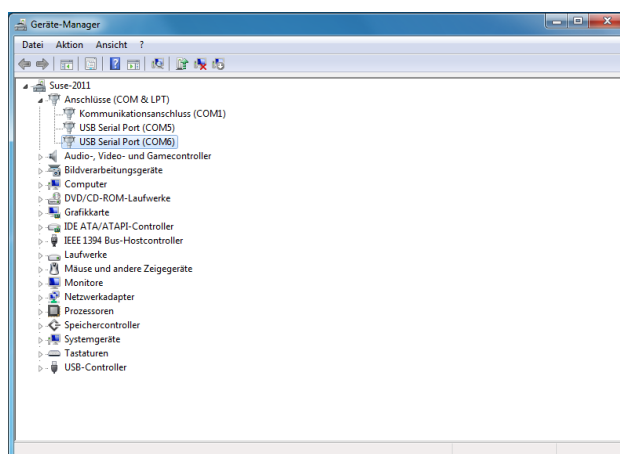 Geräte-Manager
Datei Aktion Ansicht ?
Suse-2011
Anschlüsse (COM & LPT)
Kommunikationsanschluss (COM1)
USB Serial Port (COM5)
USB Serial Port (COM6)
Audio-, Video- und Gamecontroller
Bildverarbeitungsgeräte
Computer
DVD/CD-ROM-Laufwerke
Grafikkarte
IDE ATA/ATAPI-Controller
IEEE 1394 Bus-Hostcontroller
Laufwerke
Mäuse und andere Zeigegeräte
Monitore
Netzwerkadapter
Prozessoren
Speichercontroller
Systemgeräte
Tastaturen
USB-Controller